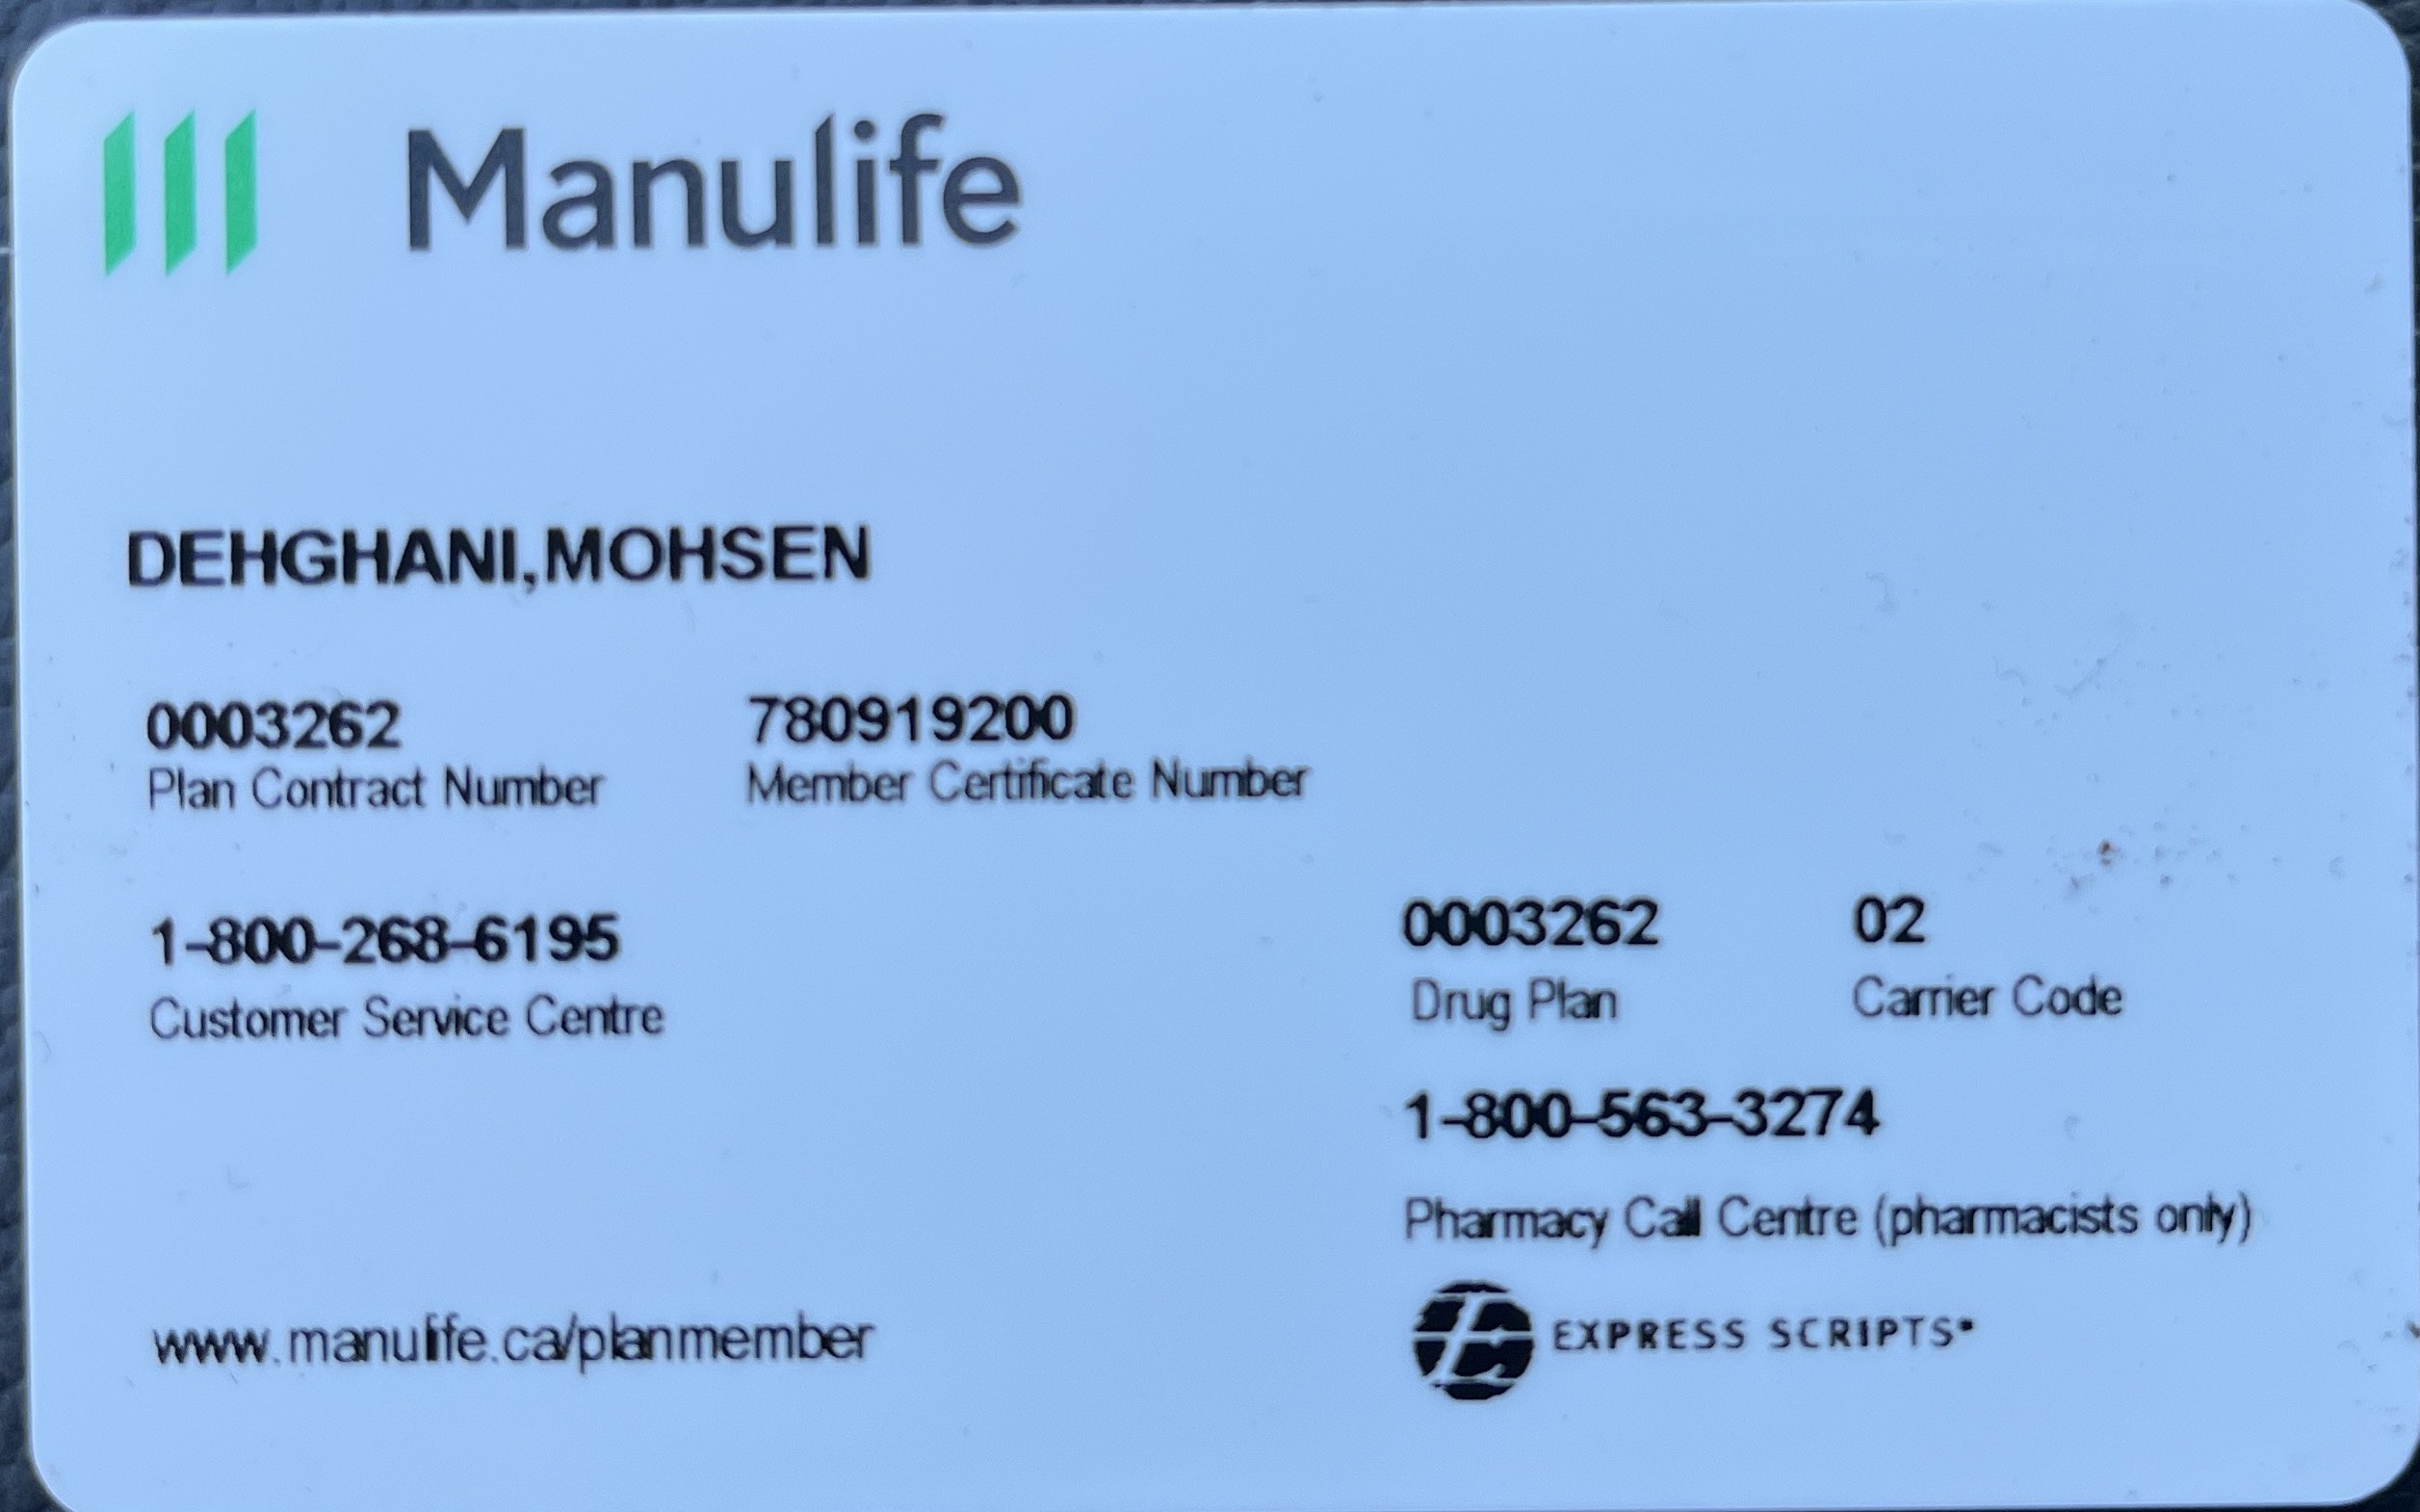 Manulife
DEHGHANI,MOHSEN
0003262 780919200
Plan Contract Number Member Certificate Number
1-800-268-6195
Customer Service Centre
0003262 02
Drug Plan Carrier Code
1-800-563-3274
Pharmacy Call Centre (pharmacists only)
www.manulife.ca/planmember
EXPRESS SCRIPTS